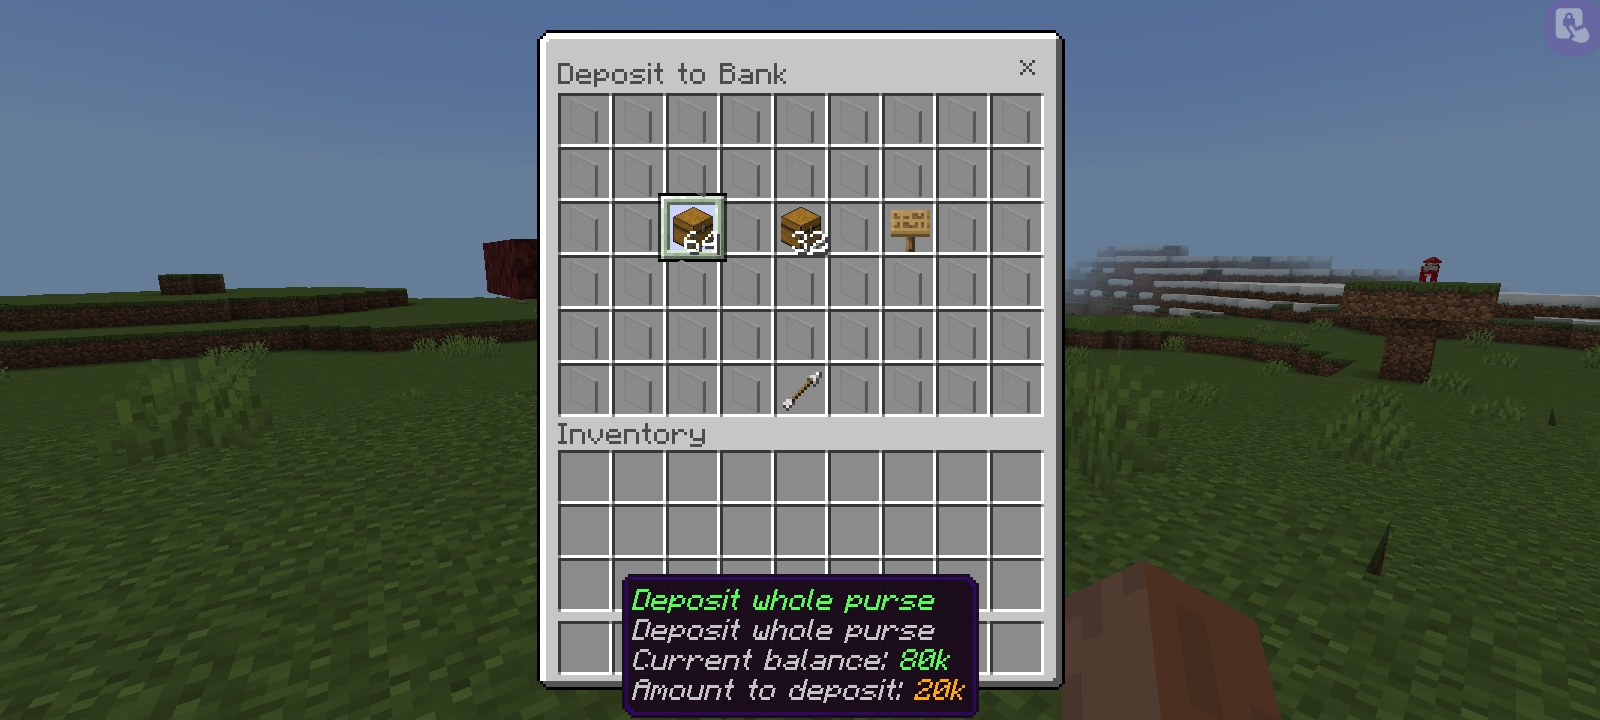 Deposit to Bank
64
32
Inventory
Deposit whole purse
Deposit whole purse
Current balance: 80k
Amount to deposit: 20k